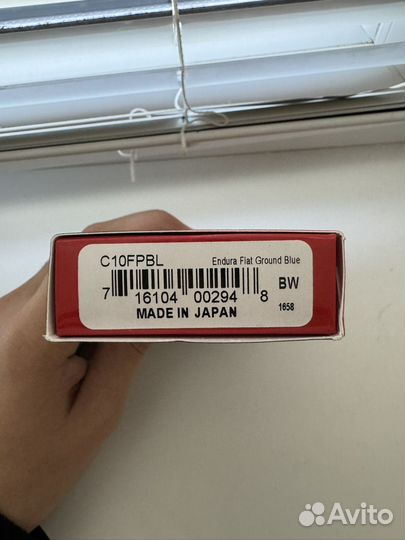 C10FPBL Endura Flat Ground Blue
7 16104 00294 8 BW
MADE IN JAPAN 1658
Avito